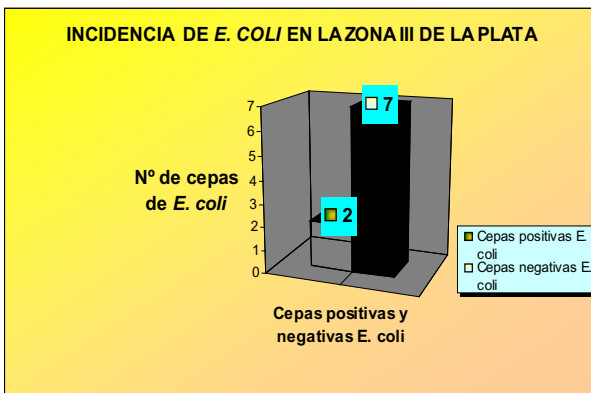 INCIDENCIA DE E. COLI EN LA ZONA III DE LA PLATA
7
6
5
4
3
2
1
0
7
2
Nº de cepas
de E. coli
Cepas positivas y
negativas E. coli
Cepas positivas E.
coli
Cepas negativas E.
coli